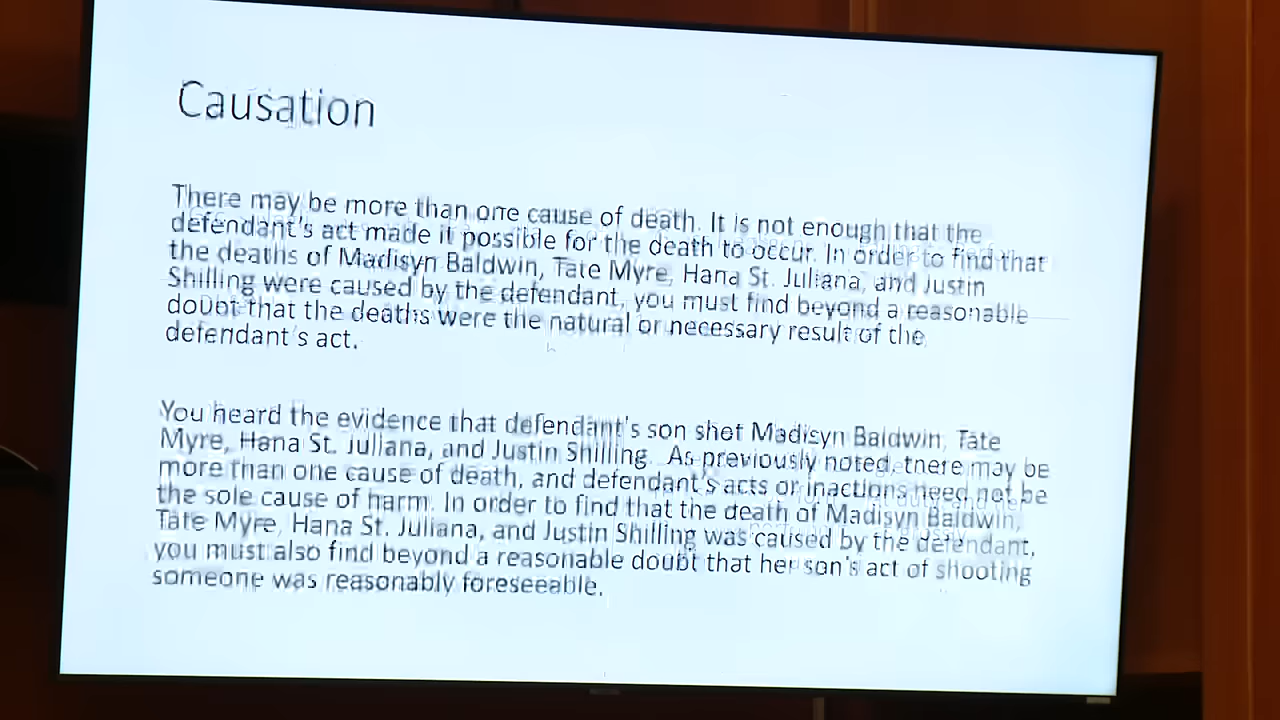 Causation
There may be more than one cause of death. It is not enough that the
defendant's act made it possible for the death to occur. In order to find that
the deaths of Madisyn Baldwin, Tate Myre, Hana St. Juliana, and Justin
Shilling were caused by the defendant, you must find beyond a reasonable
doubt that the deaths were the natural or necessary result of the
defendant's act.
You heard the evidence that defendant's son shot Madisyn Baldwin, Tate
Myre, Hana St. Juliana, and Justin Shilling. As previously noted, there may be
more than one cause of death, and defendant's acts or inactions need not be
the sole cause of harm. In order to find that the death of Madisyn Baldwin,
Tate Myre, Hana St. Juliana, and Justin Shilling was caused by the defendant,
you must also find beyond a reasonable doubt that her son's act of shooting
someone was reasonably foreseeable.